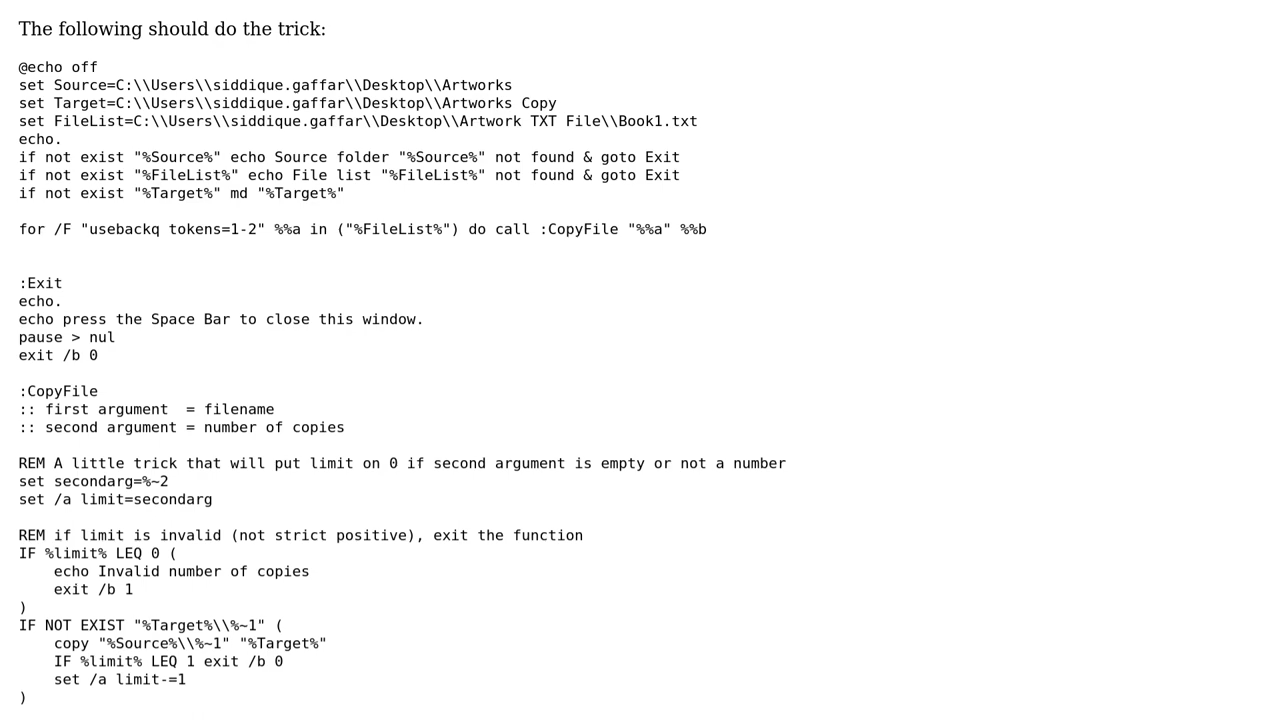 The following should do the trick:
@echo off
set Source=C:\\Users\\siddique.gaffar\\Desktop\\Artworks
set Target=C:\\Users\\siddique.gaffar\\Desktop\\Artworks Copy
set FileList=C:\\Users\\siddique.gaffar\\Desktop\\Artwork TXT File\\Book1.txt
echo.
if not exist "%Source%" echo Source folder "%Source%" not found & goto Exit
if not exist "%FileList%" echo File list "%FileList%" not found & goto Exit
if not exist "%Target%" md "%Target%"

for /F "usebackq tokens=1-2" %%a in ("%FileList%") do call :CopyFile "%%a" %%b


:Exit
echo.
echo press the Space Bar to close this window.
pause > nul
exit /b 0

:CopyFile
:: first argument  = filename
:: second argument = number of copies

REM A little trick that will put limit on 0 if second argument is empty or not a number
set secondarg=%~2
set /a limit=secondarg

REM if limit is invalid (not strict positive), exit the function
IF %limit% LEQ 0 (
    echo Invalid number of copies
    exit /b 1
)
IF NOT EXIST "%Target%\\%~1" (
    copy "%Source%\\%~1" "%Target%"
    IF %limit% LEQ 1 exit /b 0
    set /a limit-=1
)